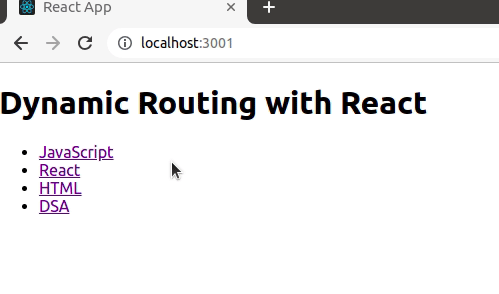 React App
localhost:3001
Dynamic Routing with React
JavaScript
React
HTML
DSA